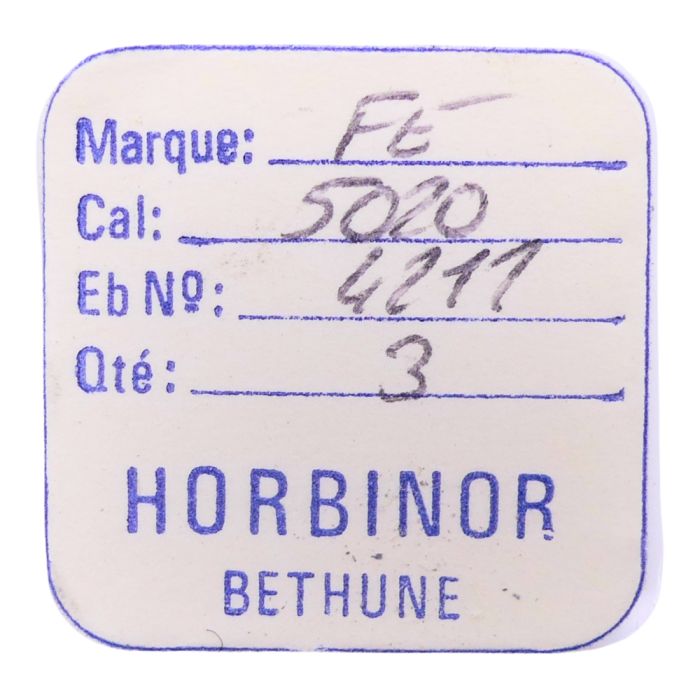 Marque: FE
Cal: 5020
Eb Nº: 4211
Qté: 3
HORBINOR
BETHUNE